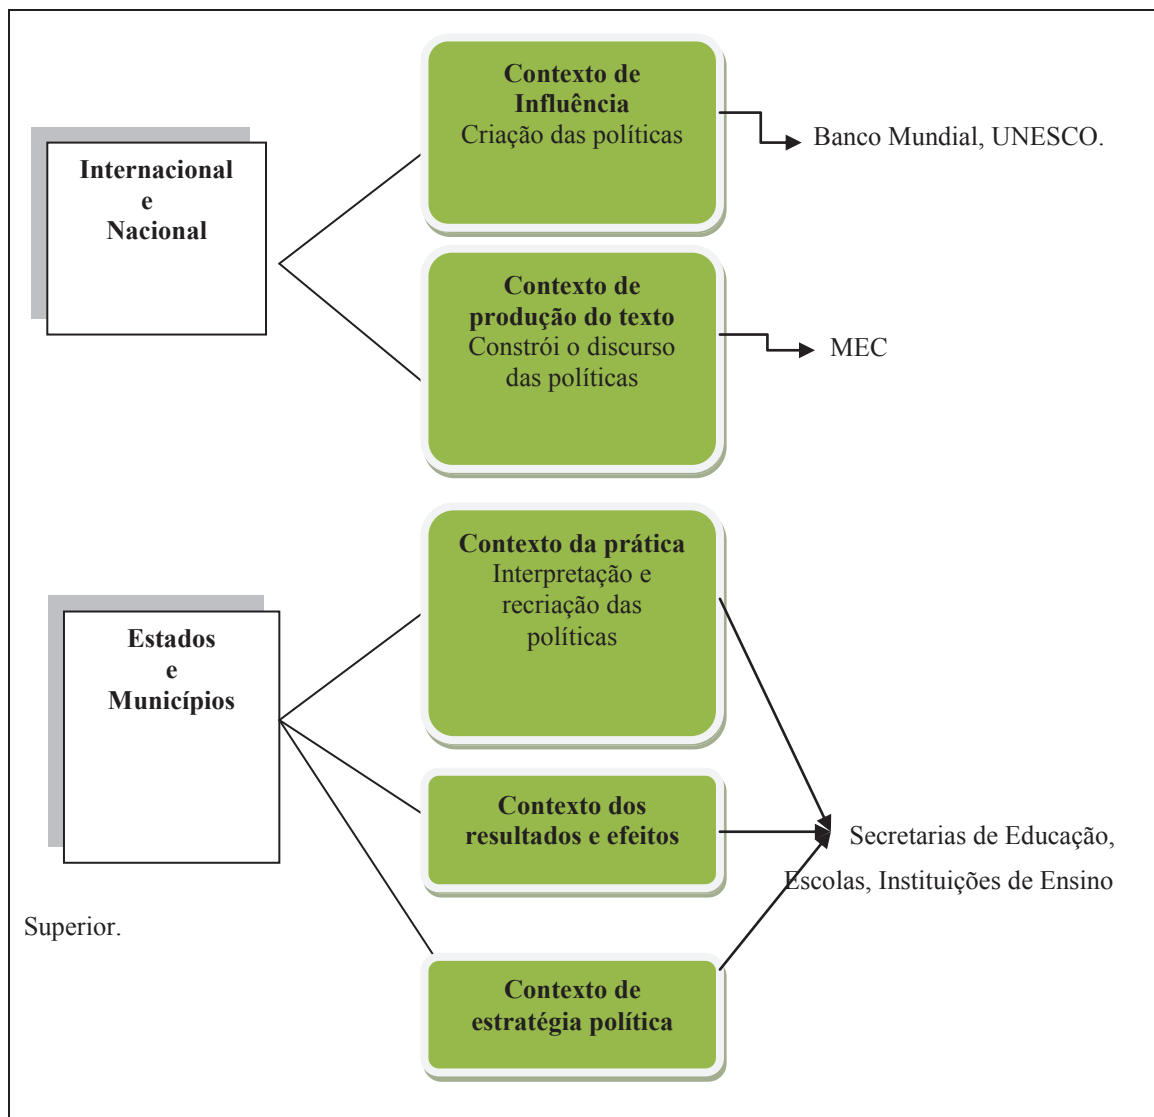 Contexto de
Influência
Criação das políticas
Banco Mundial, UNESCO.
Internacional
e
Nacional
Contexto de
produção do texto
Constrói o discurso
das políticas
MEC
Contexto da prática
Interpretação e
recriação das
políticas
Estados
e
Municípios
Contexto dos
resultados e efeitos
Secretarias de Educação,
Escolas, Instituições de Ensino
Superior.
Contexto de
estratégia política